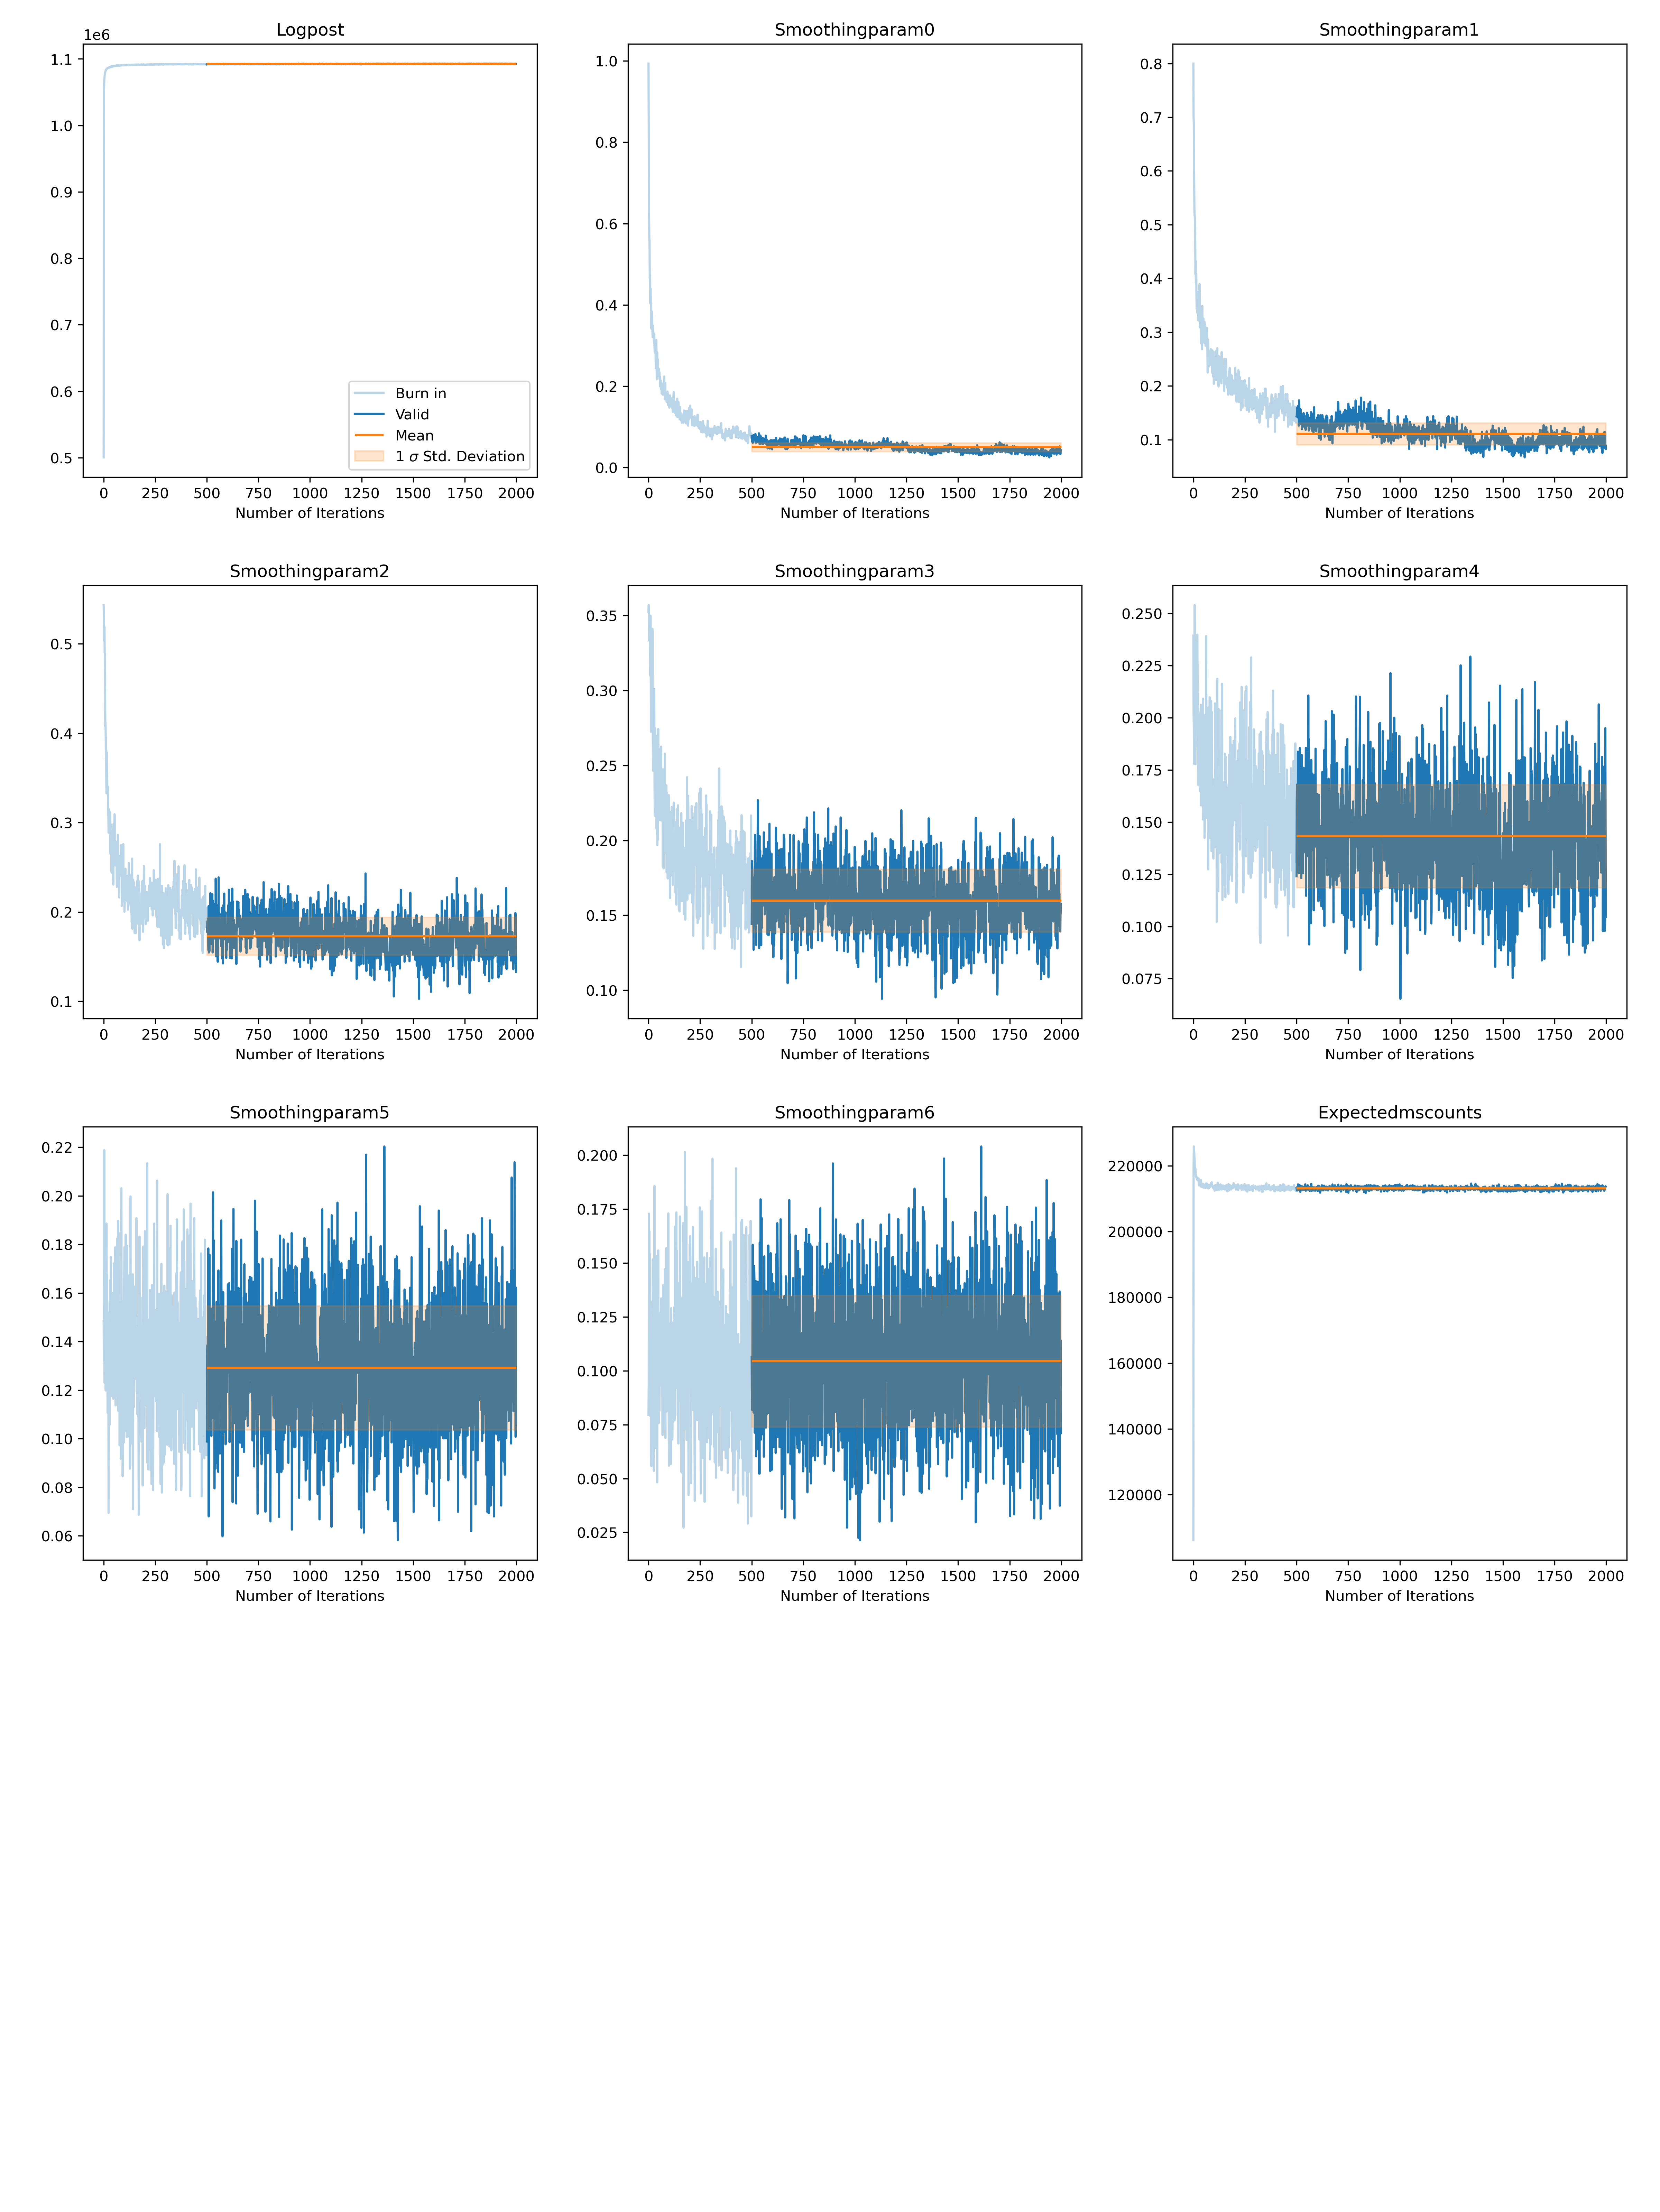 Logpost
1e6
1.1
1.0
0.9
0.8
0.7
0.6
0.5
Burn in
Valid
Mean
1 σ Std. Deviation
0 250 500 750 1000 1250 1500 1750 2000
Number of Iterations
Smoothingparam0
1.0
0.8
0.6
0.4
0.2
0.0
0 250 500 750 1000 1250 1500 1750 2000
Number of Iterations
Smoothingparam1
0.8
0.7
0.6
0.5
0.4
0.3
0.2
0.1
0 250 500 750 1000 1250 1500 1750 2000
Number of Iterations
Smoothingparam2
0.5
0.4
0.3
0.2
0.1
0 250 500 750 1000 1250 1500 1750 2000
Number of Iterations
Smoothingparam3
0.35
0.30
0.25
0.20
0.15
0.10
0 250 500 750 1000 1250 1500 1750 2000
Number of Iterations
Smoothingparam4
0.250
0.225
0.200
0.175
0.150
0.125
0.100
0.075
0 250 500 750 1000 1250 1500 1750 2000
Number of Iterations
Smoothingparam5
0.22
0.20
0.18
0.16
0.14
0.12
0.10
0.08
0.06
0 250 500 750 1000 1250 1500 1750 2000
Number of Iterations
Smoothingparam6
0.200
0.175
0.150
0.125
0.100
0.075
0.050
0.025
0 250 500 750 1000 1250 1500 1750 2000
Number of Iterations
Expectedmscounts
220000
200000
180000
160000
140000
120000
0 250 500 750 1000 1250 1500 1750 2000
Number of Iterations